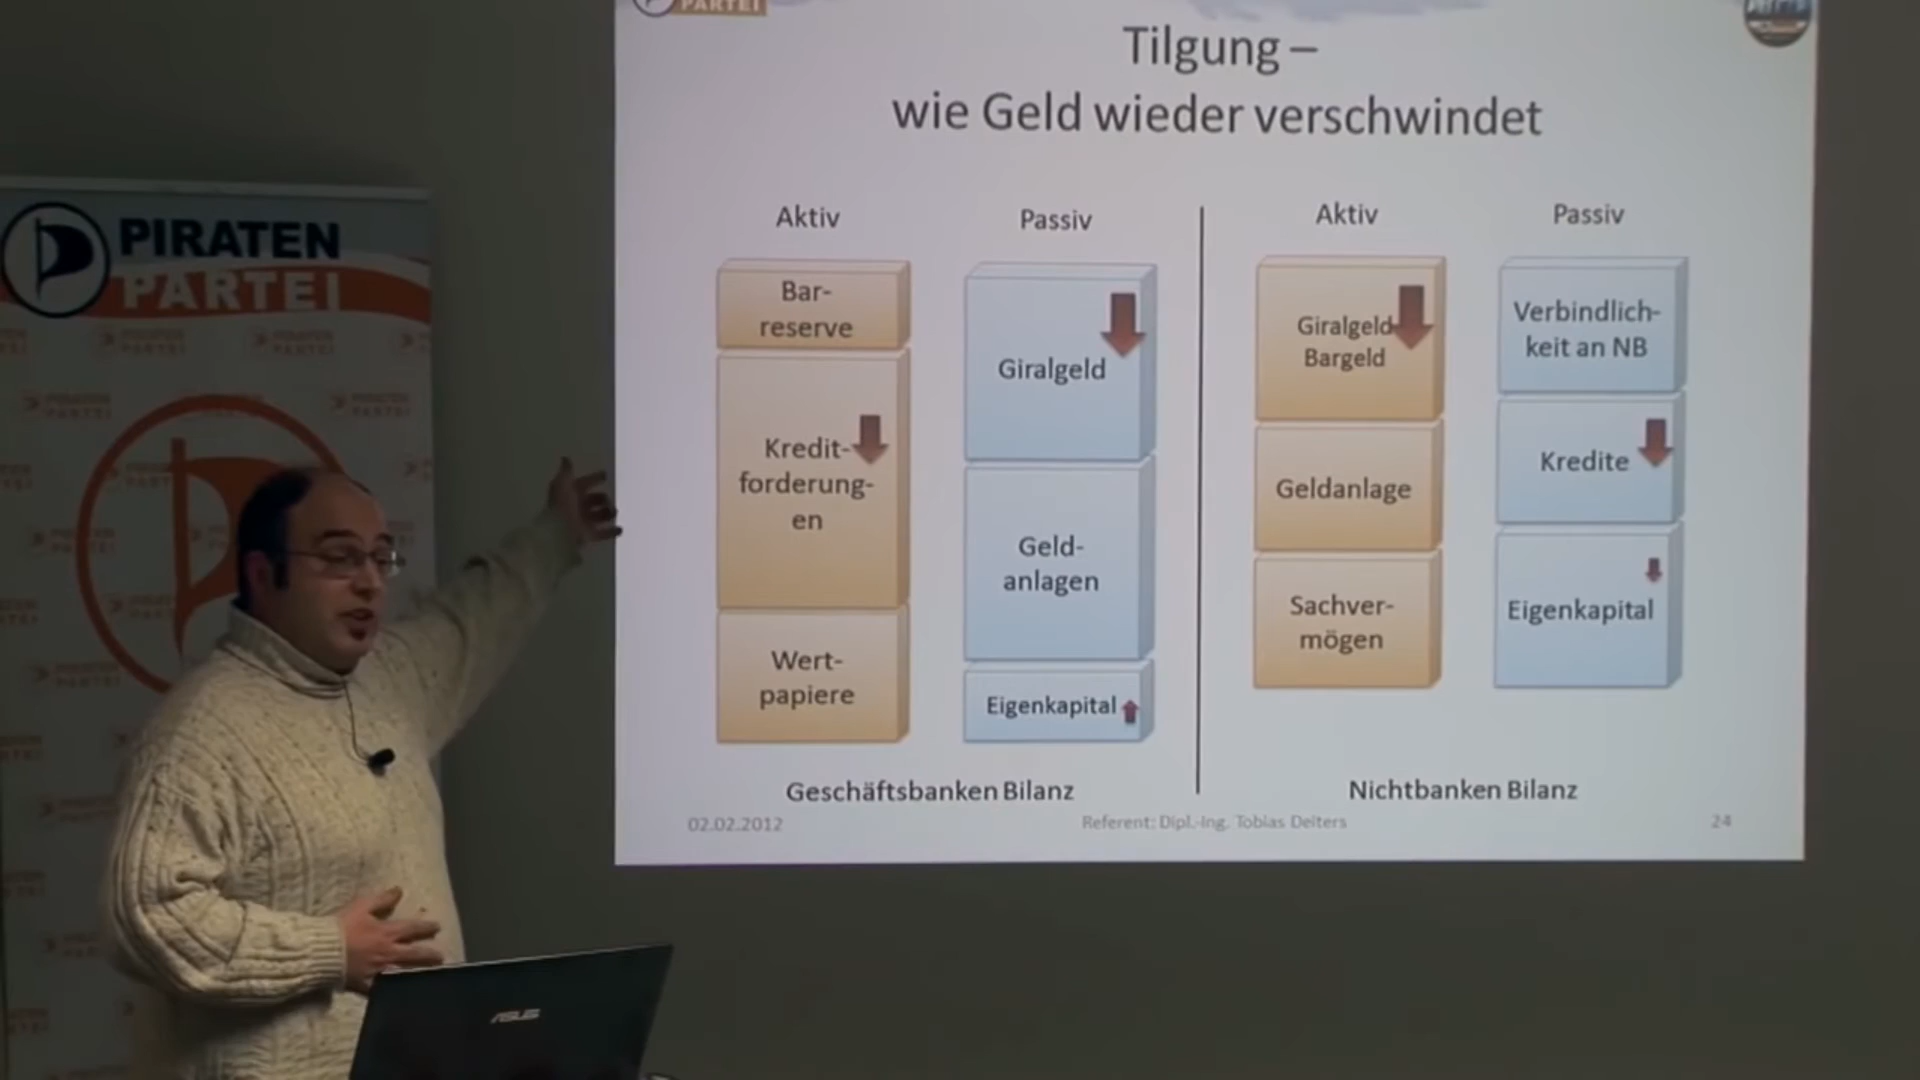 PARTEI
Tilgung –
wie Geld wieder verschwindet
Aktiv
Passiv
Aktiv
Passiv
Bar-
reserve
Kredit-
forderung-
en
Wert-
papiere
Giralgeld
Geld-
anlagen
Eigenkapital
Giralgeld
Bargeld
Geldanlage
Sachver-
mögen
Verbindlich-
keit an NB
Kredite
Eigenkapital
Geschäftsbanken Bilanz
Nichtbanken Bilanz
02.02.2012
Referent: Dipl.-Ing. Tobias Deiters
24
PIRATEN
PARTEI
ASUS